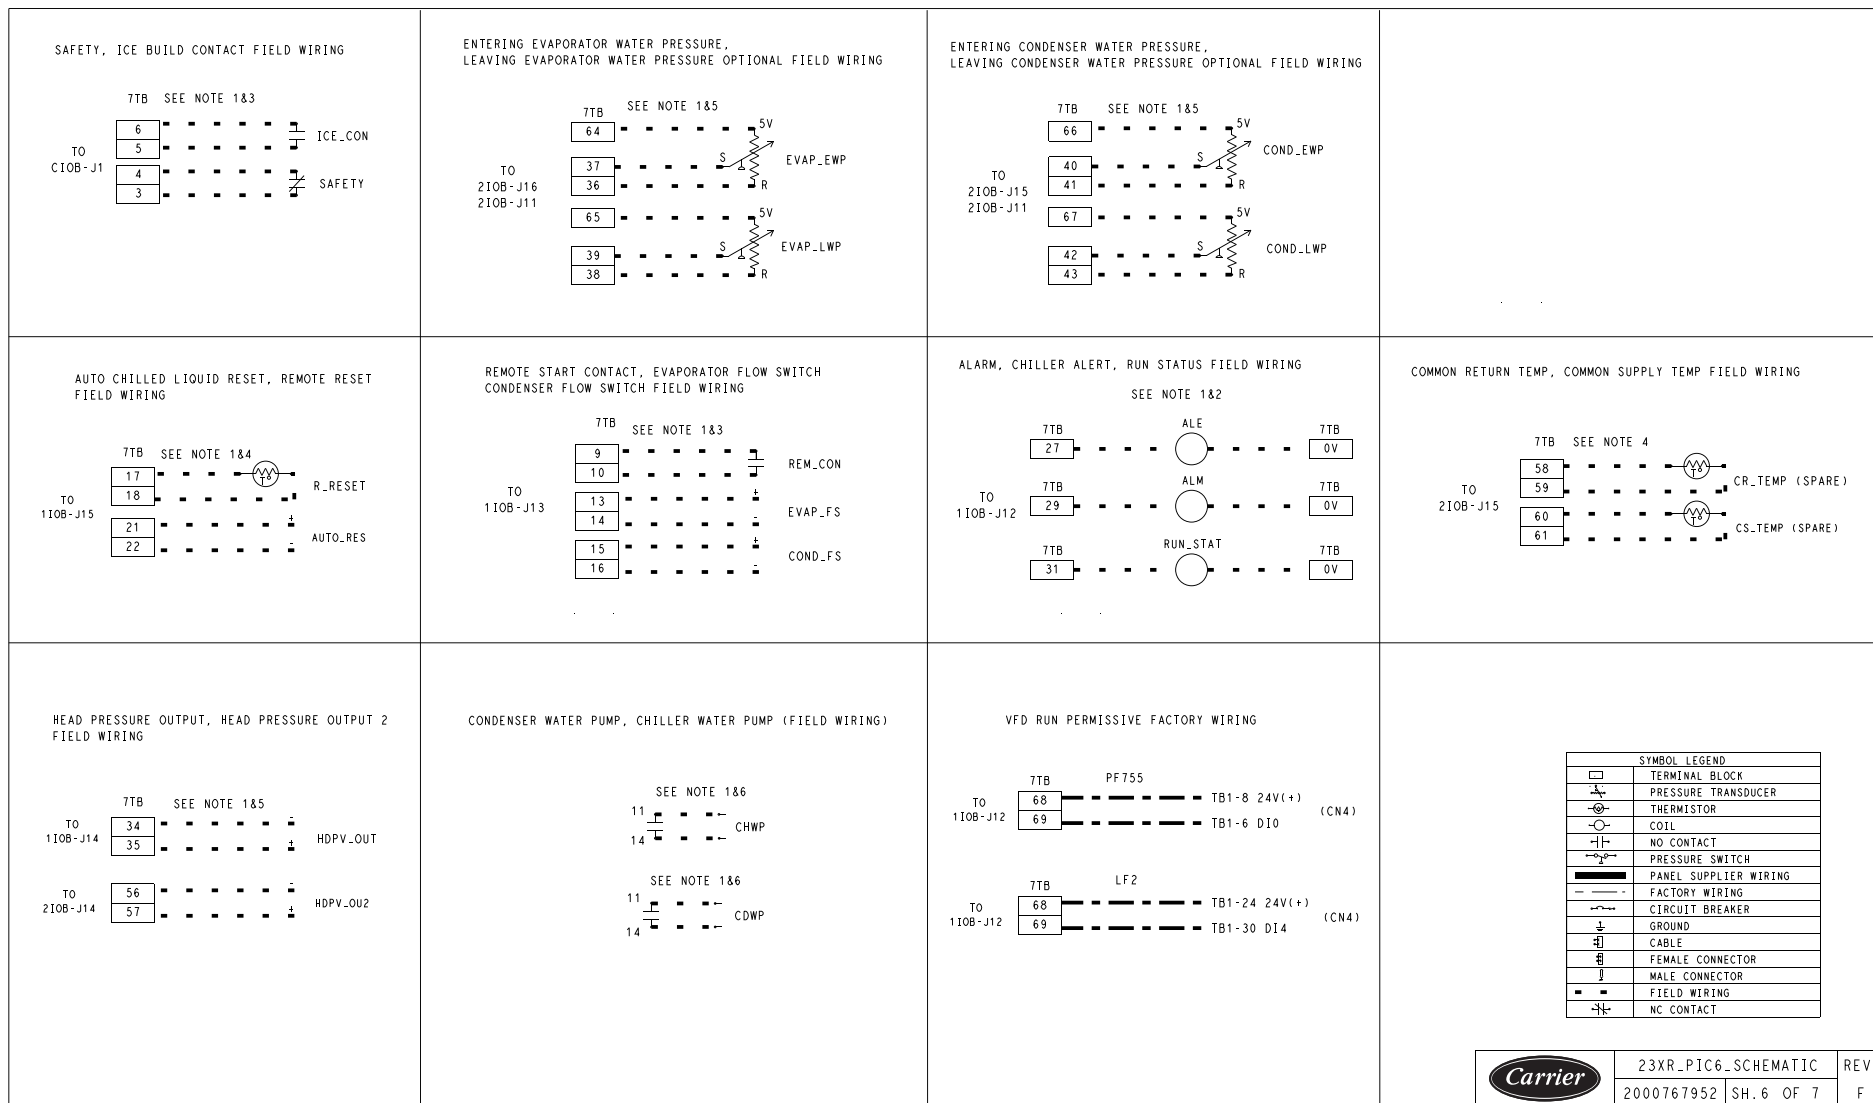 SAFETY, ICE BUILD CONTACT FIELD WIRING
7TB SEE NOTE 1&3
6
5
4
3
TO
CIOB-J1
ICE_CON
SAFETY
ENTERING EVAPORATOR WATER PRESSURE,
LEAVING EVAPORATOR WATER PRESSURE OPTIONAL FIELD WIRING
7TB
SEE NOTE 1&5
64
37
36
65
39
38
TO
2IOB-J16
2IOB-J11
5V
S
R
EVAP_EWP
5V
S
R
EVAP_LWP
ENTERING CONDENSER WATER PRESSURE,
LEAVING CONDENSER WATER PRESSURE OPTIONAL FIELD WIRING
7TB
SEE NOTE 1&5
66
40
41
67
42
43
TO
2IOB-J15
2IOB-J11
5V
S
R
COND_EWP
5V
S
R
COND_LWP
AUTO CHILLED LIQUID RESET, REMOTE RESET
FIELD WIRING
7TB SEE NOTE 1&4
17
18
21
22
TO
1IOB-J15
R_RESET
+
-
AUTO_RES
REMOTE START CONTACT, EVAPORATOR FLOW SWITCH
CONDENSER FLOW SWITCH FIELD WIRING
7TB
SEE NOTE 1&3
9
10
13
14
15
16
TO
1IOB-J13
REM_CON
+
-
EVAP_FS
+
-
COND_FS
ALARM, CHILLER ALERT, RUN STATUS FIELD WIRING
SEE NOTE 1&2
7TB
27
ALE
7TB
0V
TO
1IOB-J12
7TB
29
ALM
7TB
0V
7TB
31
RUN_STAT
7TB
0V
COMMON RETURN TEMP, COMMON SUPPLY TEMP FIELD WIRING
7TB SEE NOTE 4
58
59
60
61
TO
2IOB-J15
CR_TEMP (SPARE)
CS_TEMP (SPARE)
HEAD PRESSURE OUTPUT, HEAD PRESSURE OUTPUT 2
FIELD WIRING
7TB SEE NOTE 1&5
TO
1IOB-J14
34
35
-
+
HDPV_OUT
TO
2IOB-J14
56
57
-
+
HDPV_OU2
CONDENSER WATER PUMP, CHILLER WATER PUMP (FIELD WIRING)
SEE NOTE 1&6
11
14
CHWP
SEE NOTE 1&6
11
14
CDWP
VFD RUN PERMISSIVE FACTORY WIRING
7TB
PF755
TO
1IOB-J12
68
69
TB1-8 24V(+)
TB1-6 DI0
(CN4)
7TB
LF2
TO
1IOB-J12
68
69
TB1-24 24V(+)
TB1-30 DI4
(CN4)
SYMBOL LEGEND
TERMINAL BLOCK
PRESSURE TRANSDUCER
THERMISTOR
COIL
NO CONTACT
PRESSURE SWITCH
PANEL SUPPLIER WIRING
FACTORY WIRING
CIRCUIT BREAKER
GROUND
CABLE
FEMALE CONNECTOR
MALE CONNECTOR
FIELD WIRING
NC CONTACT
Carrier
23XR_PIC6_SCHEMATIC
REV
2000767952
SH.6 OF 7
F